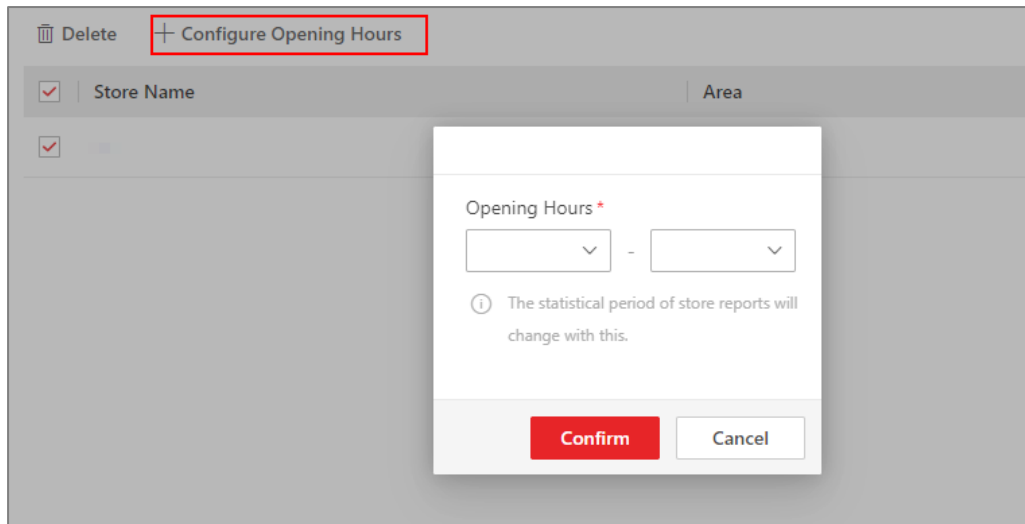 Delete
+ Configure Opening Hours
Store Name
Area
Opening Hours *
-
The statistical period of store reports will
change with this.
Confirm
Cancel